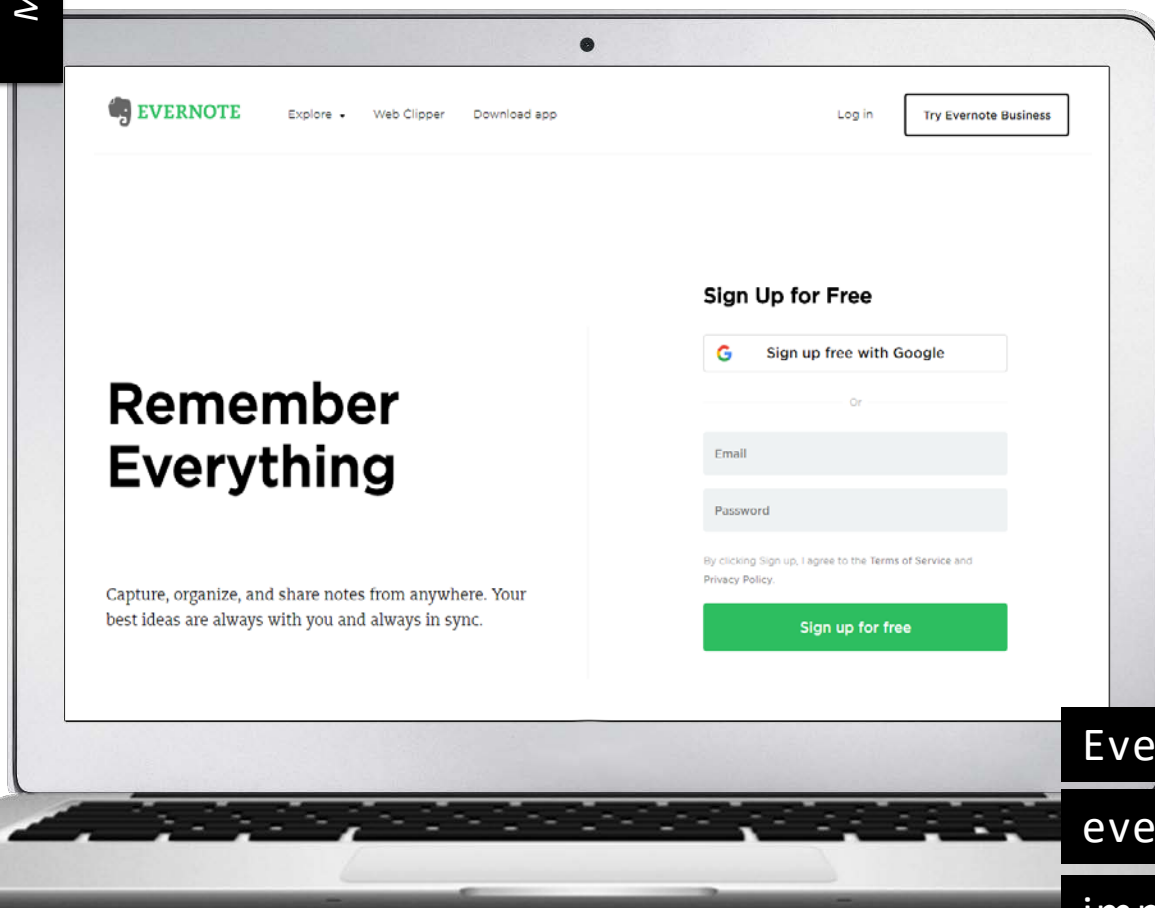 EVERNOTE
Explore
Web Clipper
Download app
Log in
Try Evernote Business
Remember
Everything
Capture, organize, and share notes from anywhere. Your
best ideas are always with you and always in sync.
Sign Up for Free
Sign up free with Google
Or
Email
Password
By clicking Sign up, I agree to the Terms of Service and
Privacy Policy.
Sign up for free